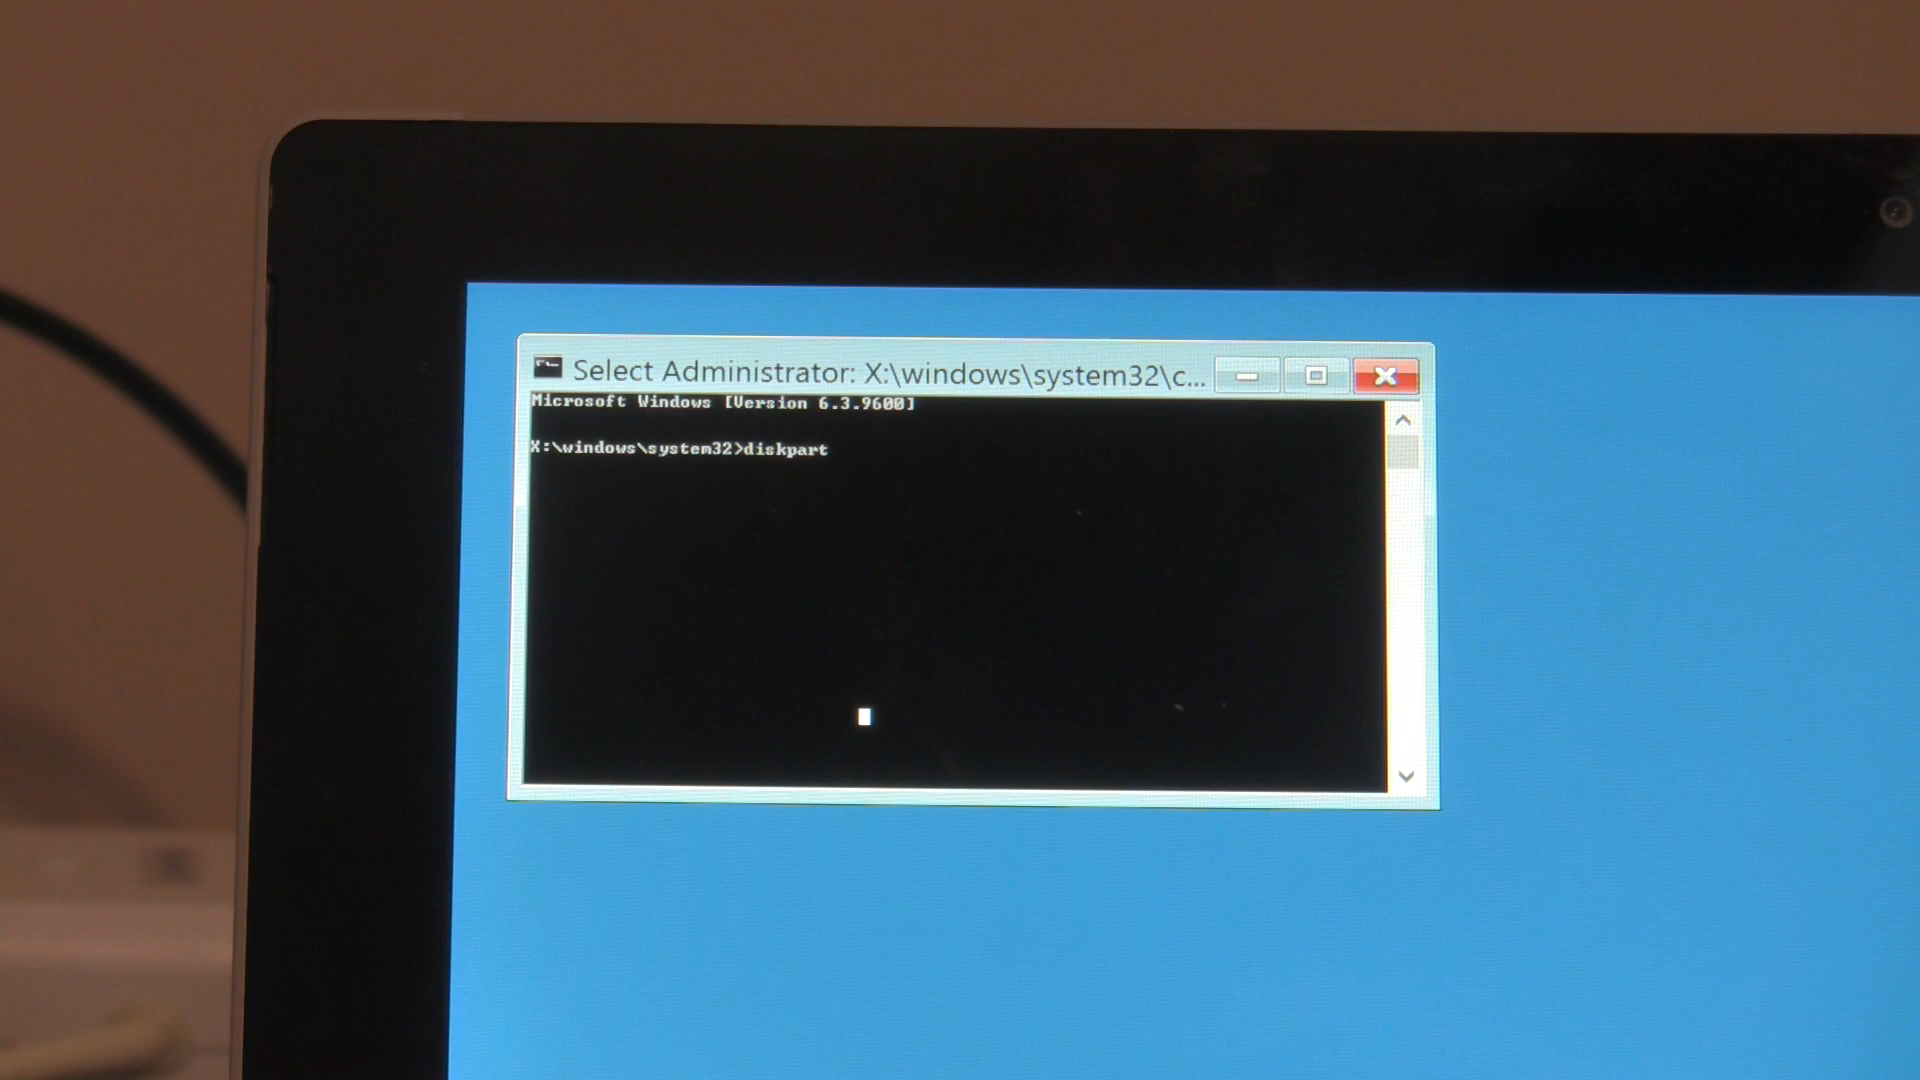 Select Administrator: X:\windows\system32\c...
Microsoft Windows [Version 6.3.9600]
X:\windows\system32>diskpart